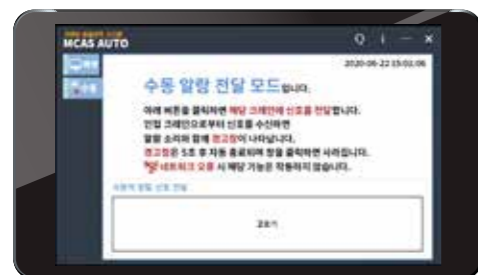 MCAS AUTO
2020-06-22 15:02:06
수동 알람 전달 모드입니다.
아래 버튼을 클릭하면 해당 크레인에 신호를 전달합니다.
인접 크레인으로부터 신호를 수신하면
알람 소리와 함께 경고창이 나타납니다.
경고창은 5초 후 자동 종료되며 창을 클릭하면 사라집니다.
네트워크 오류 시 해당 기능은 작동하지 않습니다.